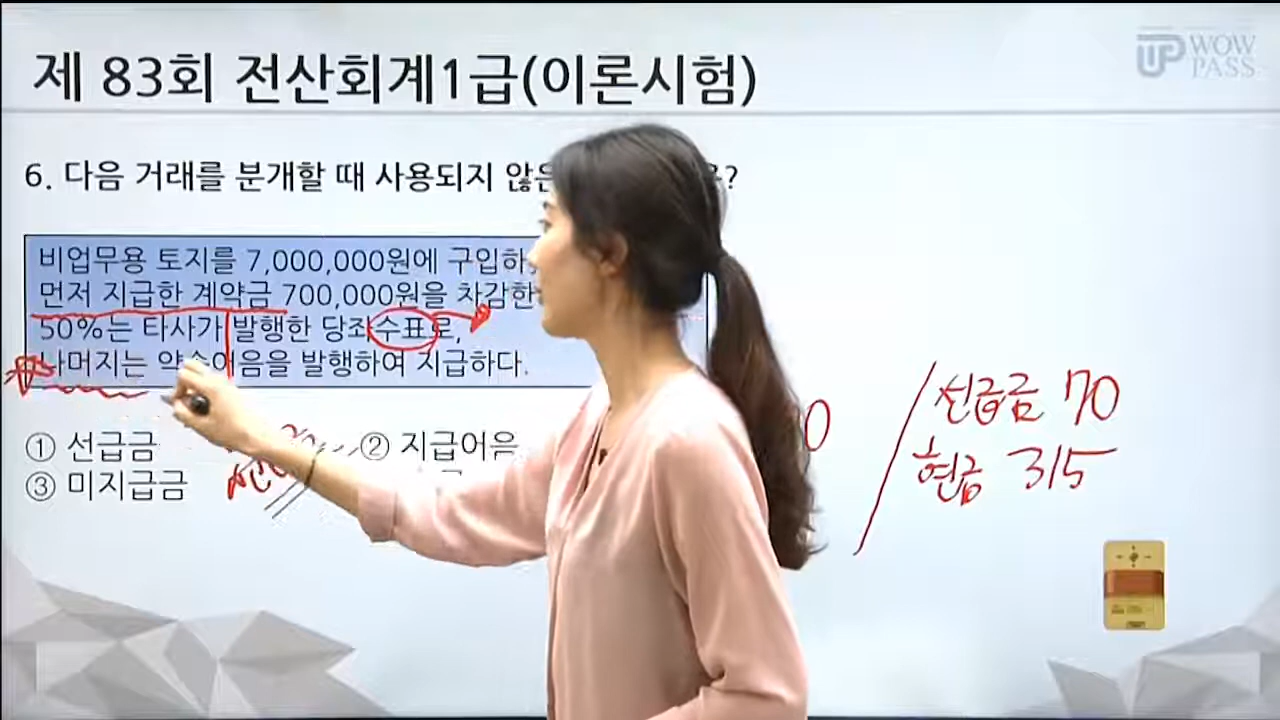 WOW
PASS
제 83회 전산회계1급(이론시험)
6. 다음 거래를 분개할 때 사용되지 않은
비업무용 토지를 7,000,000원에 구입하
먼저 지급한 계약금 700,000원을 차감한
50%는 타사가 발행한 당좌수표로,
나머지는 약속어음을 발행하여 지급하다.
① 선급금 ② 지급어음
③ 미지급금
0 / 선급금 70
현금 315